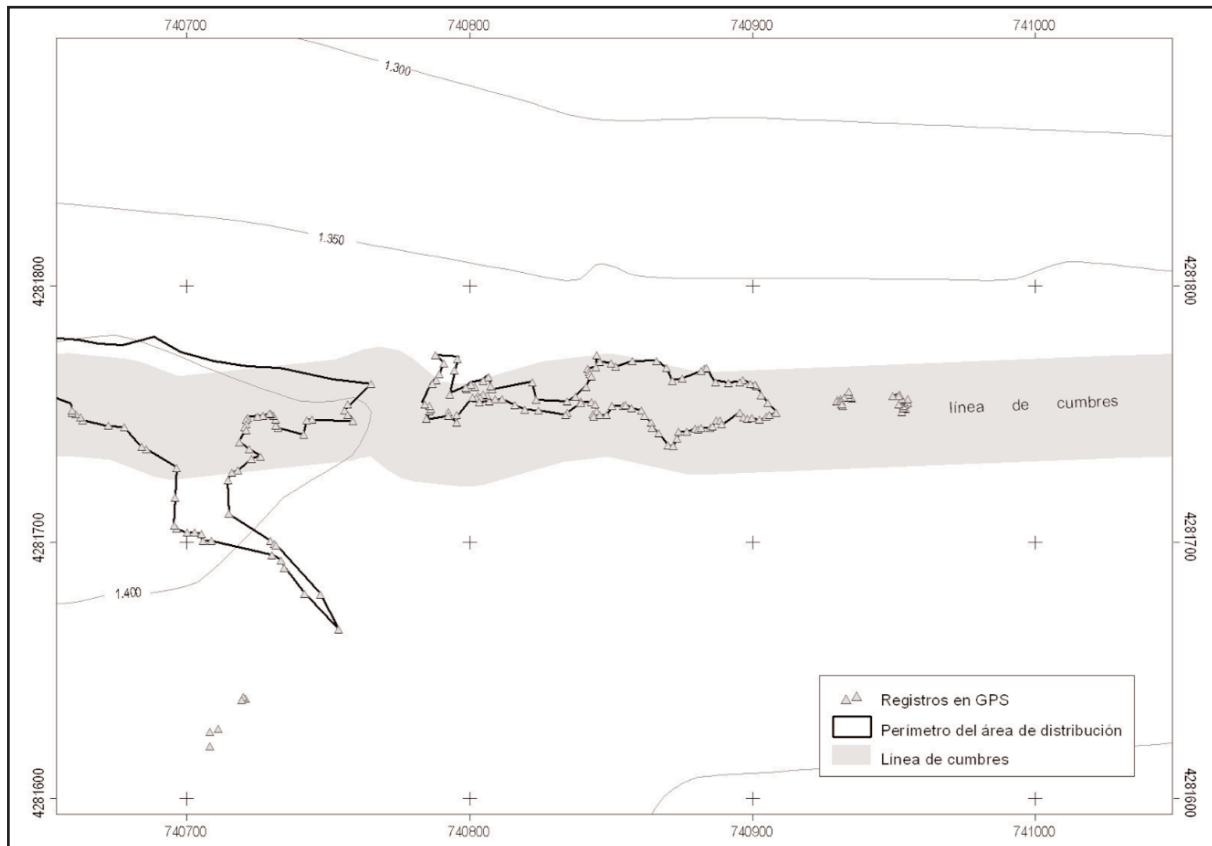 740700 740800 740900 741000
1.300
1.350
4281800 4281800
línea de cumbres
4281700 4281700
1.400
Registros en GPS
Perímetro del área de distribución
Línea de cumbres
4281600 4281600
740700 740800 740900 741000